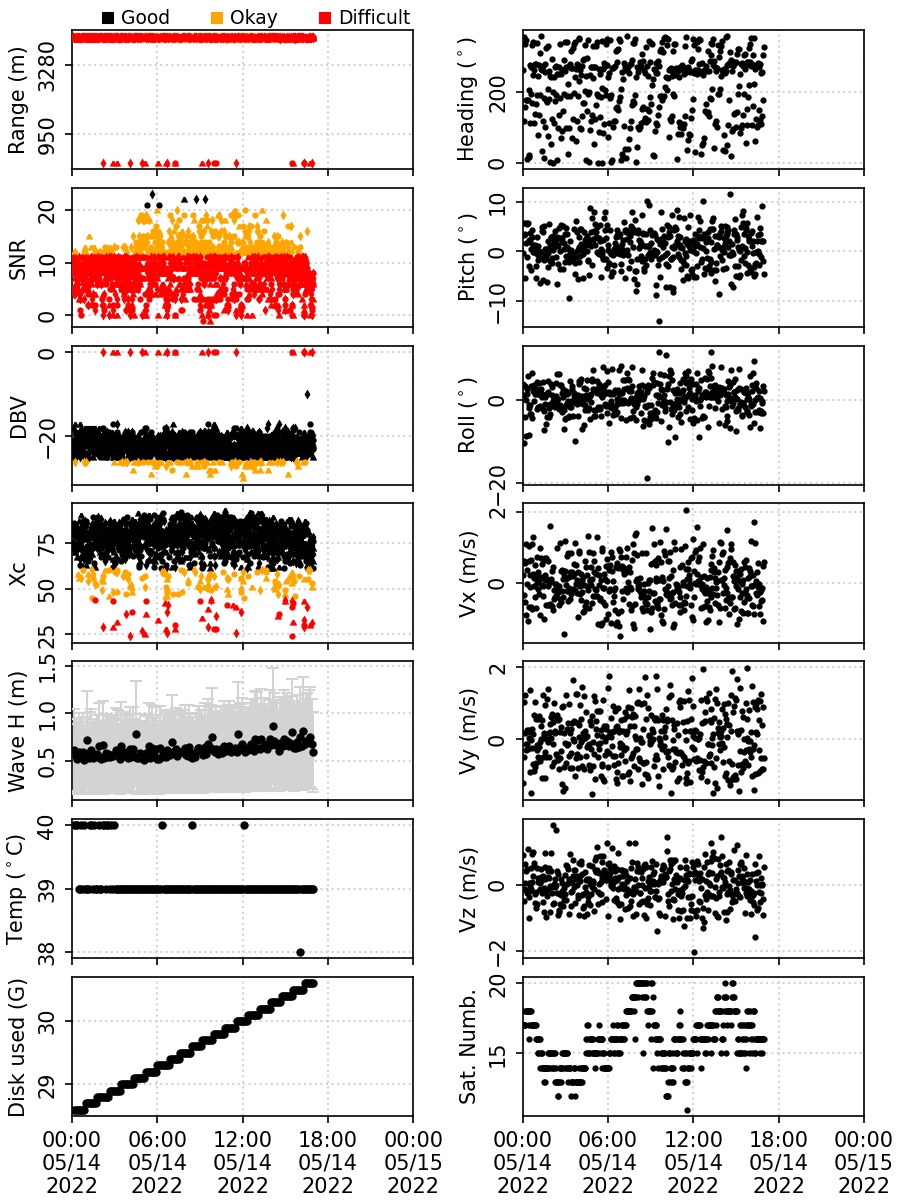 Good Okay Difficult
Range (m)
3280
950
Heading (°)
200
0
SNR
20
10
0
Pitch (°)
10
0
−10
DBV
0
−20
Roll (°)
0
−20
Xc
75
50
25
Vx (m/s)
2
0
Wave H (m)
1.5
1.0
0.5
Vy (m/s)
2
0
Temp (°C)
40
39
38
Vz (m/s)
0
−2
Disk used (G)
30
29
Sat. Numb.
20
15
00:00 06:00 12:00 18:00 00:00
05/14 05/14 05/14 05/14 05/15
2022 2022 2022 2022 2022
00:00 06:00 12:00 18:00 00:00
05/14 05/14 05/14 05/14 05/15
2022 2022 2022 2022 2022